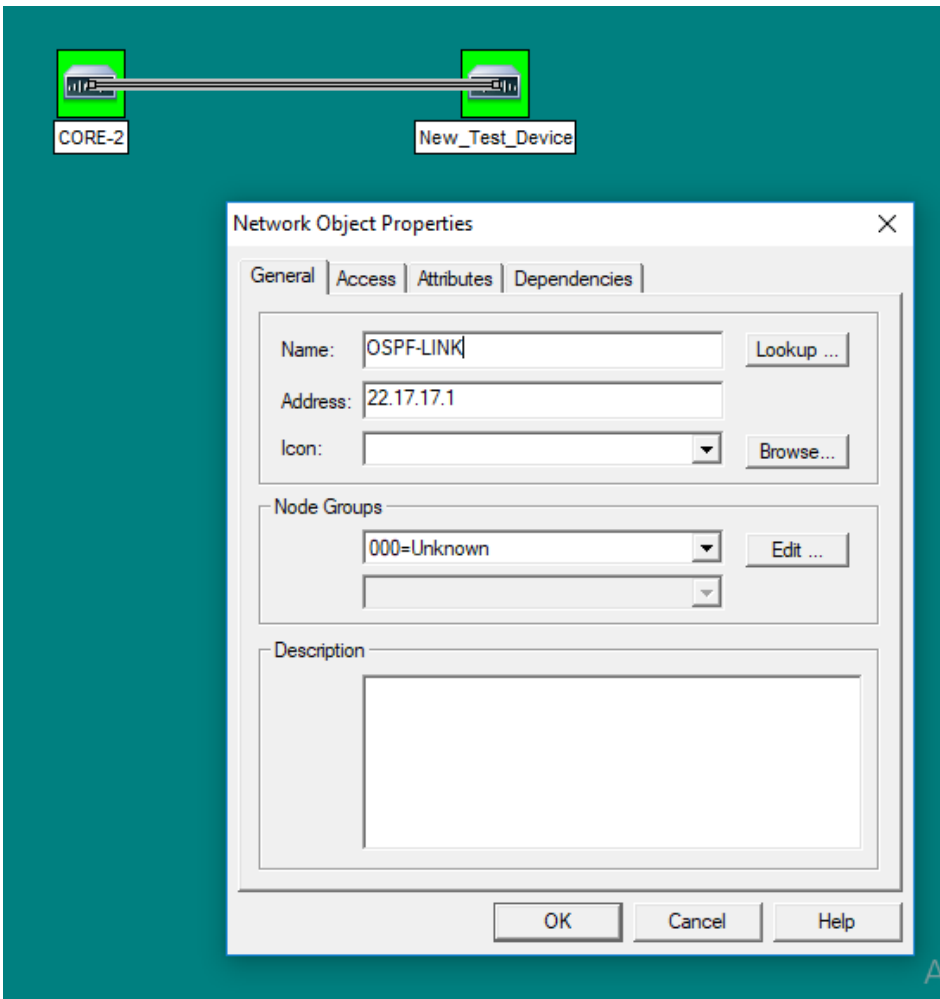 CORE-2
New_Test_Device
Network Object Properties
General Access Attributes Dependencies
Name: OSPF-LINK Lookup ...
Address: 22.17.17.1
Icon: Browse...
Node Groups
000=Unknown Edit ...
Description
OK Cancel Help
A